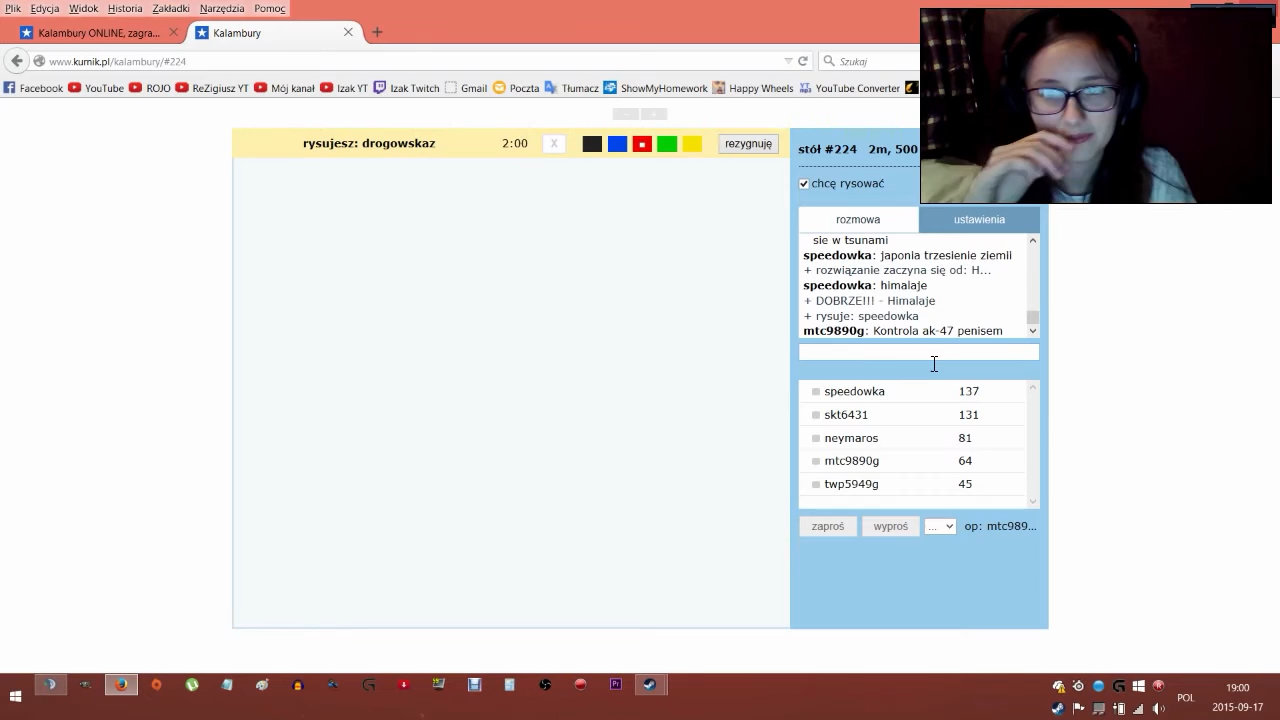 Plik Edycja Widok Historia Zakładki Narzędzia Pomoc
Kalambury ONLINE, zagra... Kalambury
www.kurnik.pl/kalambury/#224 Szukaj
Facebook YouTube ROJO ReZigiusz YT Mój kanał Izak YT Izak Twitch Gmail Poczta Tłumacz ShowMyHomework Happy Wheels YouTube Converter
rysujesz: drogowskaz 2:00 X rezygnuję
stół #224 2m, 500
chcę rysować
rozmowa ustawienia
sie w tsunami
speedowka: japonia trzesienie ziemii
+ rozwiązanie zaczyna się od: H...
speedowka: himalaje
+ DOBRZE!!! - Himalaje
+ rysuje: speedowka
mtc9890g: Kontrola ak-47 penisem
speedowka 137
skt6431 131
neymaros 81
mtc9890g 64
twp5949g 45
zaproś wyproś ... op: mtc989...
POL
19:00
2015-09-17